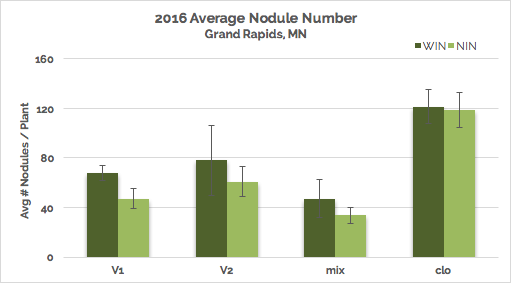 2016 Average Nodule Number
Grand Rapids, MN
WIN NIN
Avg # Nodules / Plant
160
120
80
40
0
V1 V2 mix clo